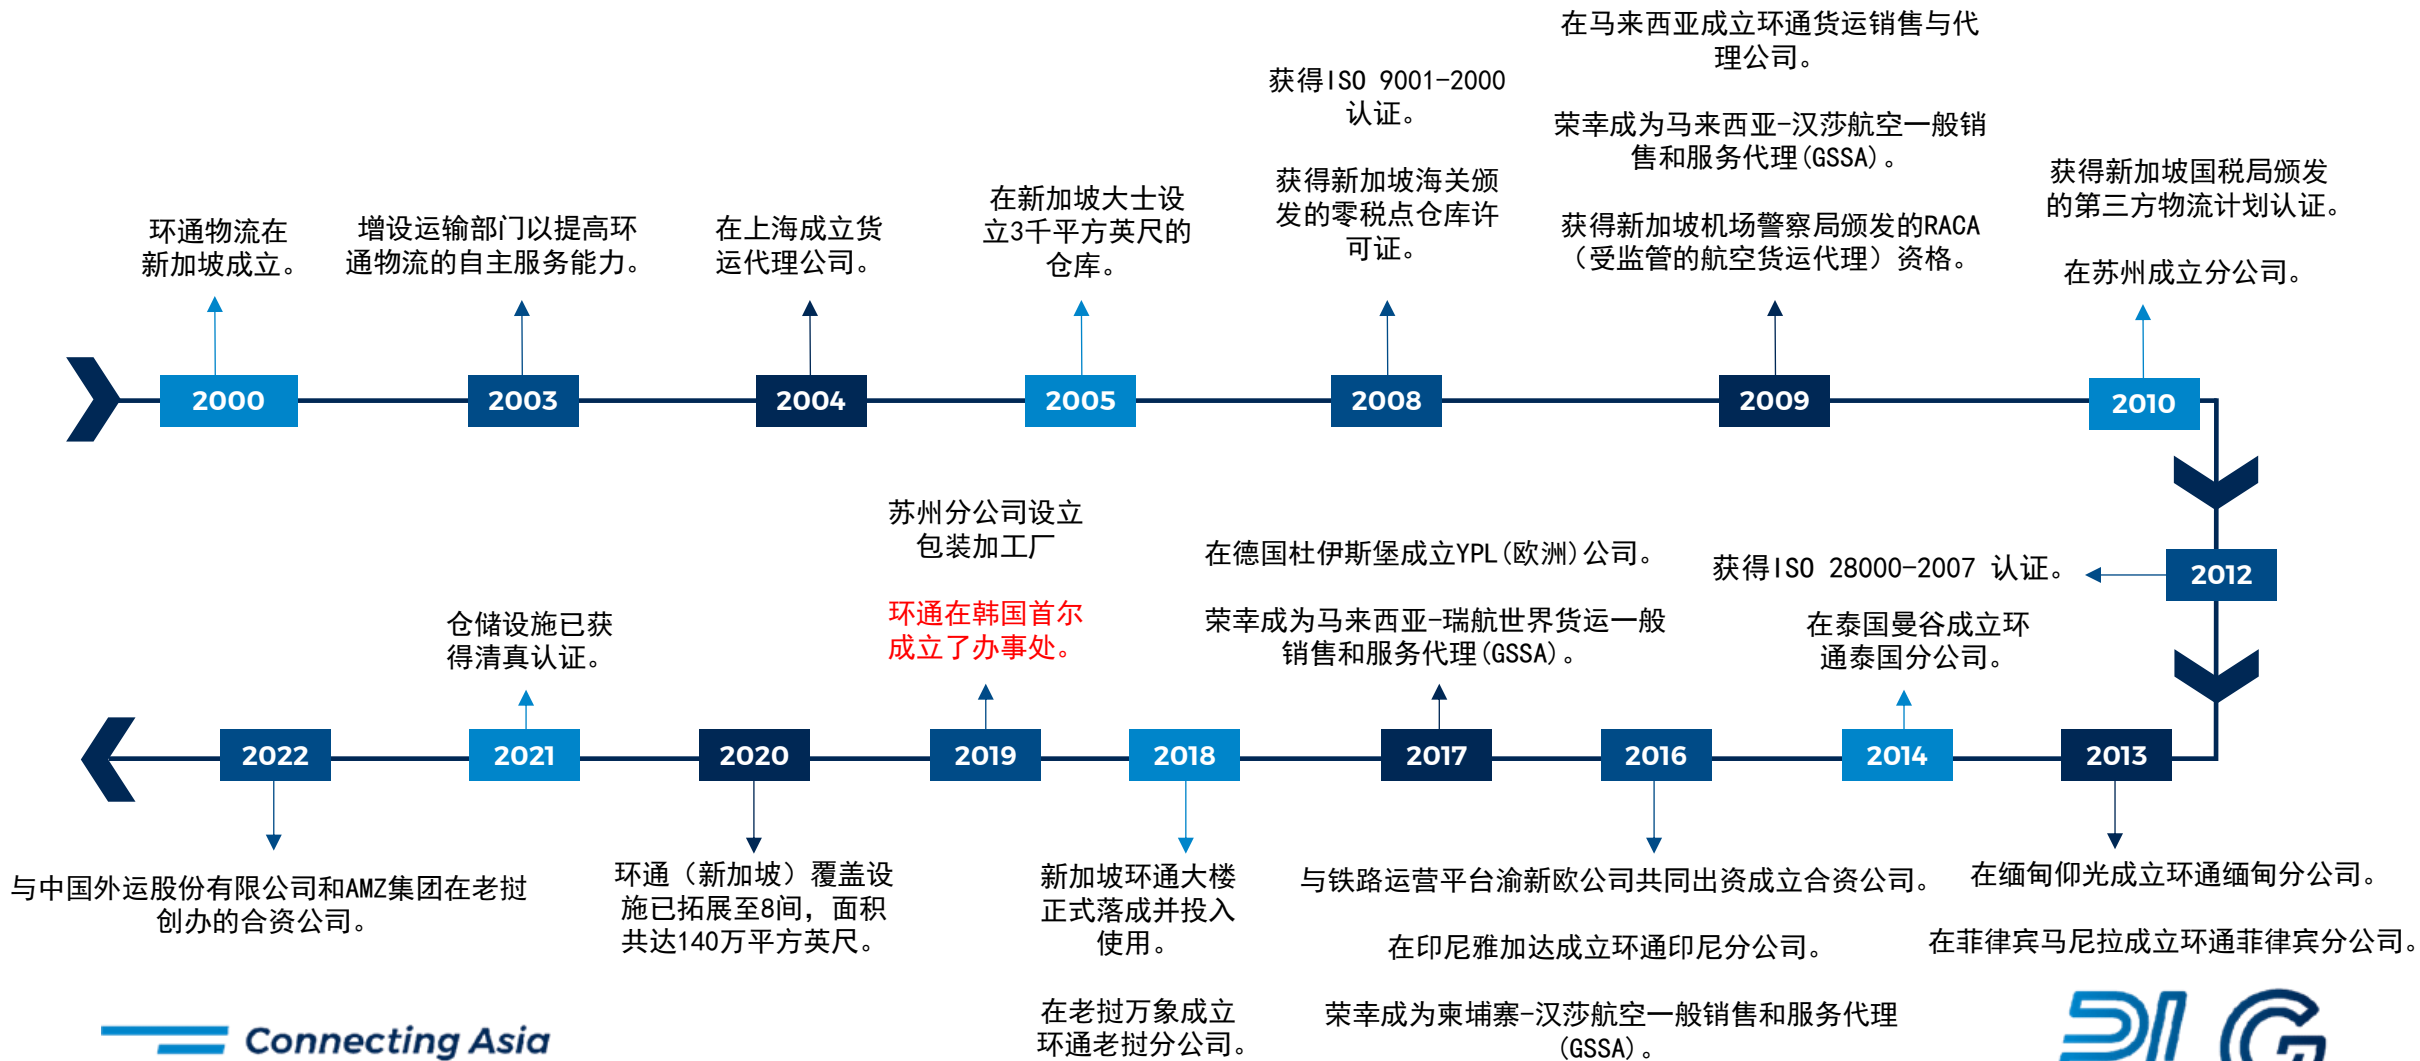 环通物流在
新加坡成立。
2000
增设运输部门以提高环
通物流的自主服务能力。
2003
在上海成立货
运代理公司。
2004
在新加坡大士设
立3千平方英尺的
仓库。
2005
获得ISO 9001-2000
认证。
获得新加坡海关颁
发的零税点仓库许
可证。
2008
在马来西亚成立环通货运销售与代
理公司。
荣幸成为马来西亚-汉莎航空一般销
售和服务代理(GSSA)。
获得新加坡机场警察局颁发的RACA
（受监管的航空货运代理）资格。
2009
获得新加坡国税局颁发
的第三方物流计划认证。
在苏州成立分公司。
2010
获得ISO 28000-2007 认证。
2012
2013
在缅甸仰光成立环通缅甸分公司。
在菲律宾马尼拉成立环通菲律宾分公司。
在泰国曼谷成立环
通泰国分公司。
2014
2016
与铁路运营平台渝新欧公司共同出资成立合资公司。
在印尼雅加达成立环通印尼分公司。
荣幸成为柬埔寨-汉莎航空一般销售和服务代理
(GSSA)。
在德国杜伊斯堡成立YPL(欧洲)公司。
荣幸成为马来西亚-瑞航世界货运一般
销售和服务代理(GSSA)。
2017
2018
新加坡环通大楼
正式落成并投入
使用。
在老挝万象成立
环通老挝分公司。
苏州分公司设立
包装加工厂
环通在韩国首尔
成立了办事处。
2019
2020
环通（新加坡）覆盖设
施已拓展至8间，面积
共达140万平方英尺。
仓储设施已获
得清真认证。
2021
2022
与中国外运股份有限公司和AMZ集团在老挝
创办的合资公司。
Connecting Asia